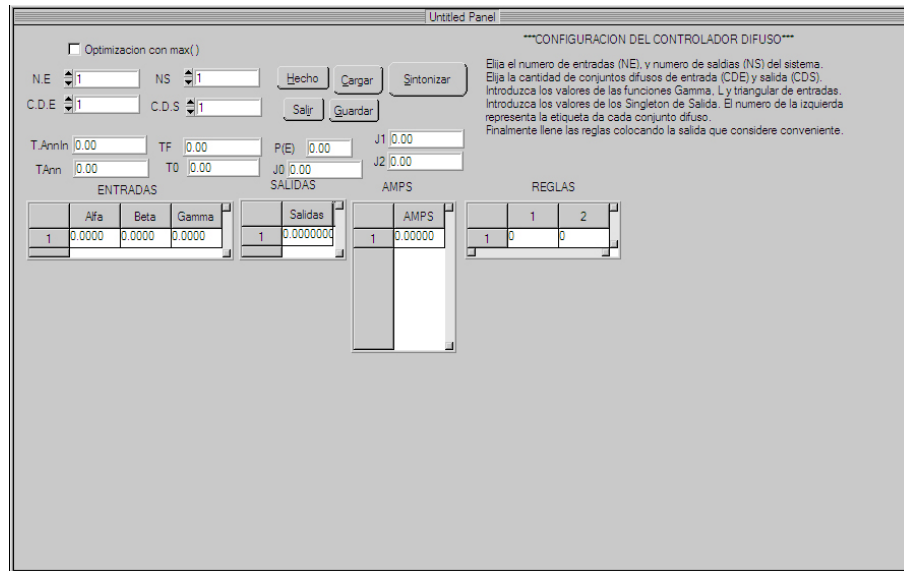 Untitled Panel
Optimizacion con max( )
***CONFIGURACION DEL CONTROLADOR DIFUSO***
Elija el numero de entradas (NE), y numero de saldias (NS) del sistema.
Elija la cantidad de conjuntos difusos de entrada (CDE) y salida (CDS).
Introduzca los valores de las funciones Gamma, L y triangular de entradas.
Introduzca los valores de los Singleton de Salida. El numero de la izquierda
representa la etiqueta da cada conjunto difuso.
Finalmente llene las reglas colocando la salida que considere conveniente.
N.E 1 NS 1 Hecho Cargar Sintonizar
C.D.E 1 C.D.S 1 Salir Guardar
T.AnnIn 0.00 TF 0.00 P(E) 0.00 J1 0.00
TAnn 0.00 T0 0.00 J0 0.00 J2 0.00
ENTRADAS SALIDAS AMPS REGLAS
Alfa Beta Gamma Salidas AMPS 1 2
1 0.0000 0.0000 0.0000 1 0.0000000 1 0.00000 1 0 0